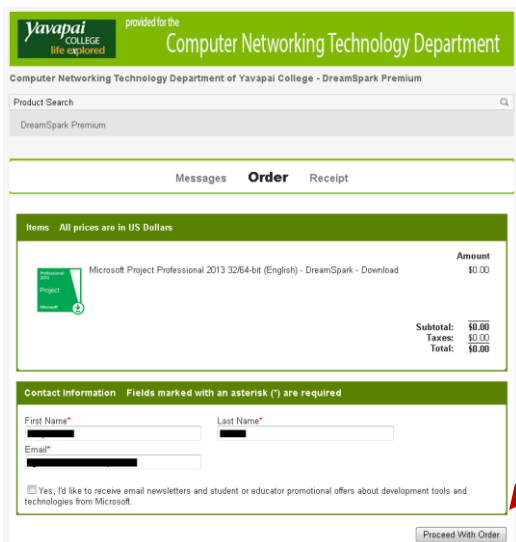 Yavapai
COLLEGE
life explored
provided for the
Computer Networking Technology Department
Computer Networking Technology Department of Yavapai College - DreamSpark Premium
Product Search
DreamSpark Premium
Messages Order Receipt
Items All prices are in US Dollars
Amount
Microsoft Project Professional 2013 32/64-bit (English) - DreamSpark - Download $0.00
Professional
2013
Project
Microsoft
Subtotal: $0.00
Taxes: $0.00
Total: $0.00
Contact Information Fields marked with an asterisk (*) are required
First Name* Last Name*
Email*
Yes, I'd like to receive email newsletters and student or educator promotional offers about development tools and
technologies from Microsoft.
Proceed With Order